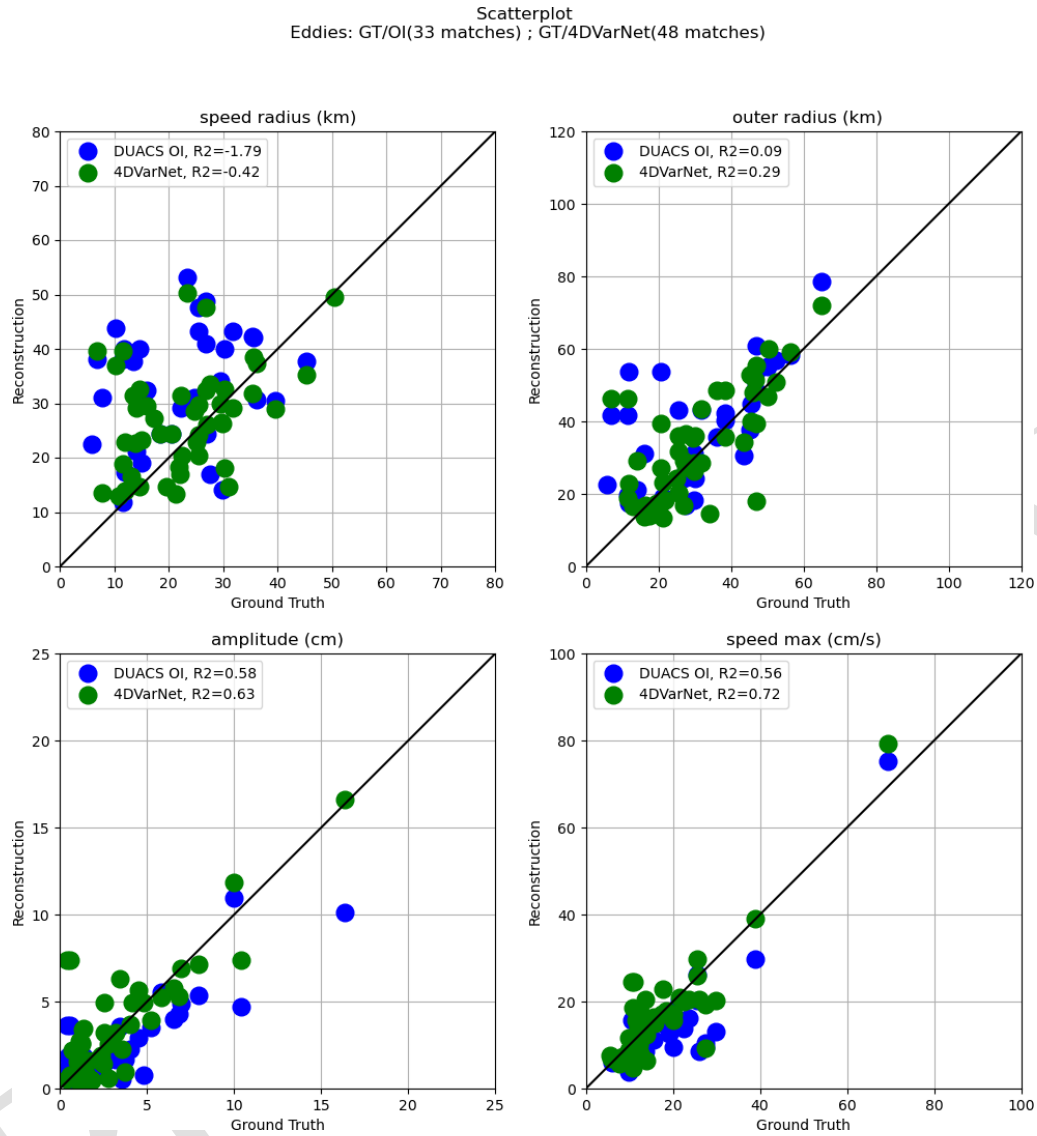 Scatterplot
Eddies: GT/OI(33 matches) ; GT/4DVarNet(48 matches)
speed radius (km)
DUACS OI, R2=-1.79
4DVarNet, R2=-0.42
80
70
60
50
40
30
20
10
0
Reconstruction
0 10 20 30 40 50 60 70 80
Ground Truth
outer radius (km)
DUACS OI, R2=0.09
4DVarNet, R2=0.29
120
100
80
60
40
20
0
Reconstruction
0 20 40 60 80 100 120
Ground Truth
amplitude (cm)
DUACS OI, R2=0.58
4DVarNet, R2=0.63
25
20
15
10
5
0
Reconstruction
0 5 10 15 20 25
Ground Truth
speed max (cm/s)
DUACS OI, R2=0.56
4DVarNet, R2=0.72
100
80
60
40
20
0
Reconstruction
0 20 40 60 80 100
Ground Truth